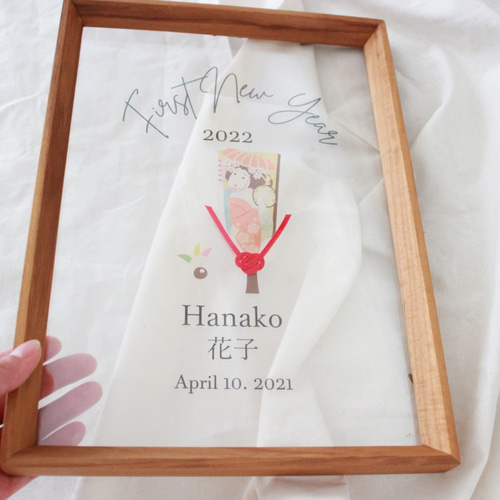 First New Year
2022
Hanako
花子
April 10. 2021